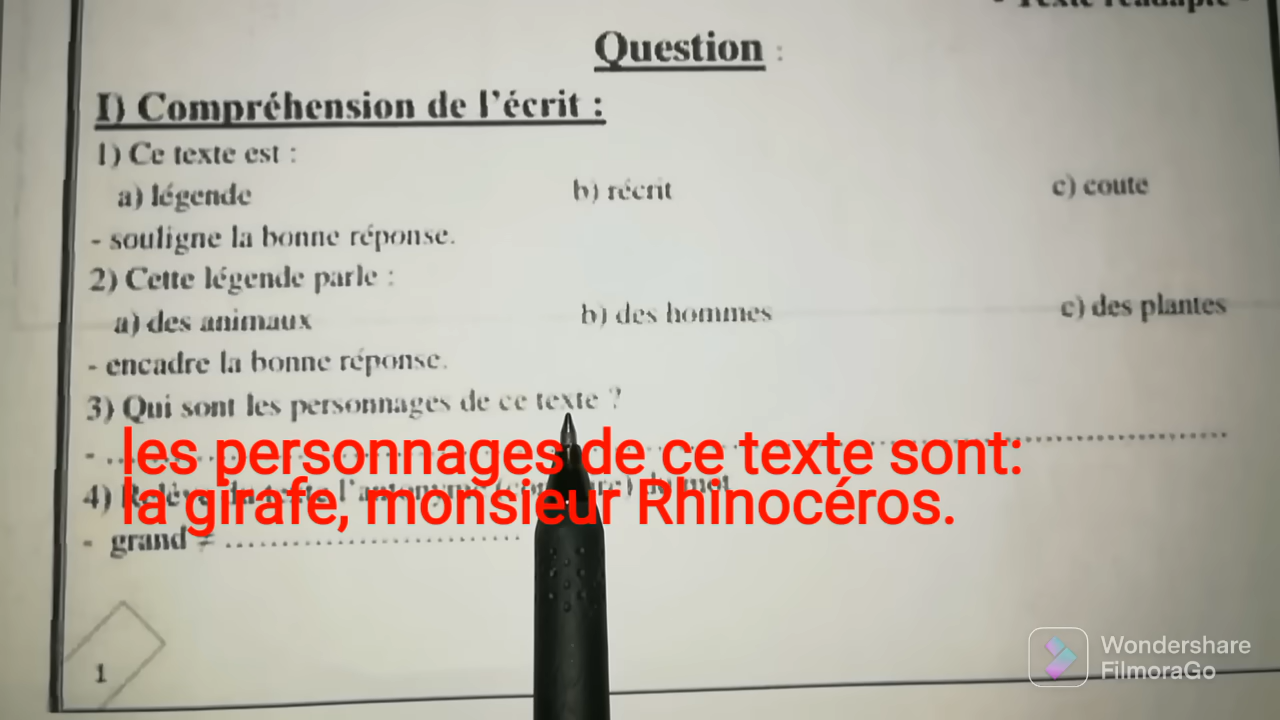 - Texte réadapté -
Question :
I) Compréhension de l'écrit :
1) Ce texte est :
a) légende b) récrit c) coute
- souligne la bonne réponse.
2) Cette légende parle :
a) des animaux b) des hommes c) des plantes
- encadre la bonne réponse.
3) Qui sont les personnages de ce texte ?
les personnages de ce texte sont:
4)
la girafe, monsieur Rhinocéros.
- grand ≠ ..............................
1
Wondershare
FilmoraGo